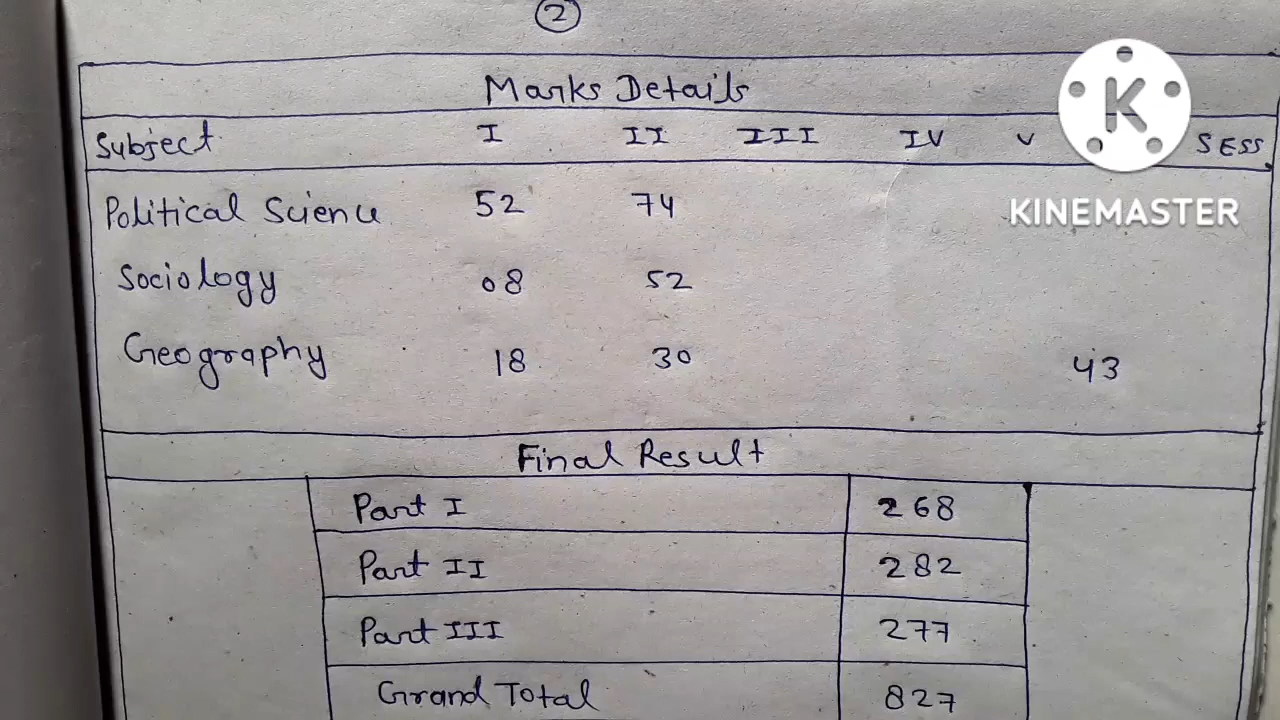 2
Marks Details
Subject I II III IV V SESS.
Political Science 52 74
Sociology 08 52
Geography 18 30 43
Final Result
Part I 268
Part II 282
Part III 277
Grand Total 827
K
KINEMASTER